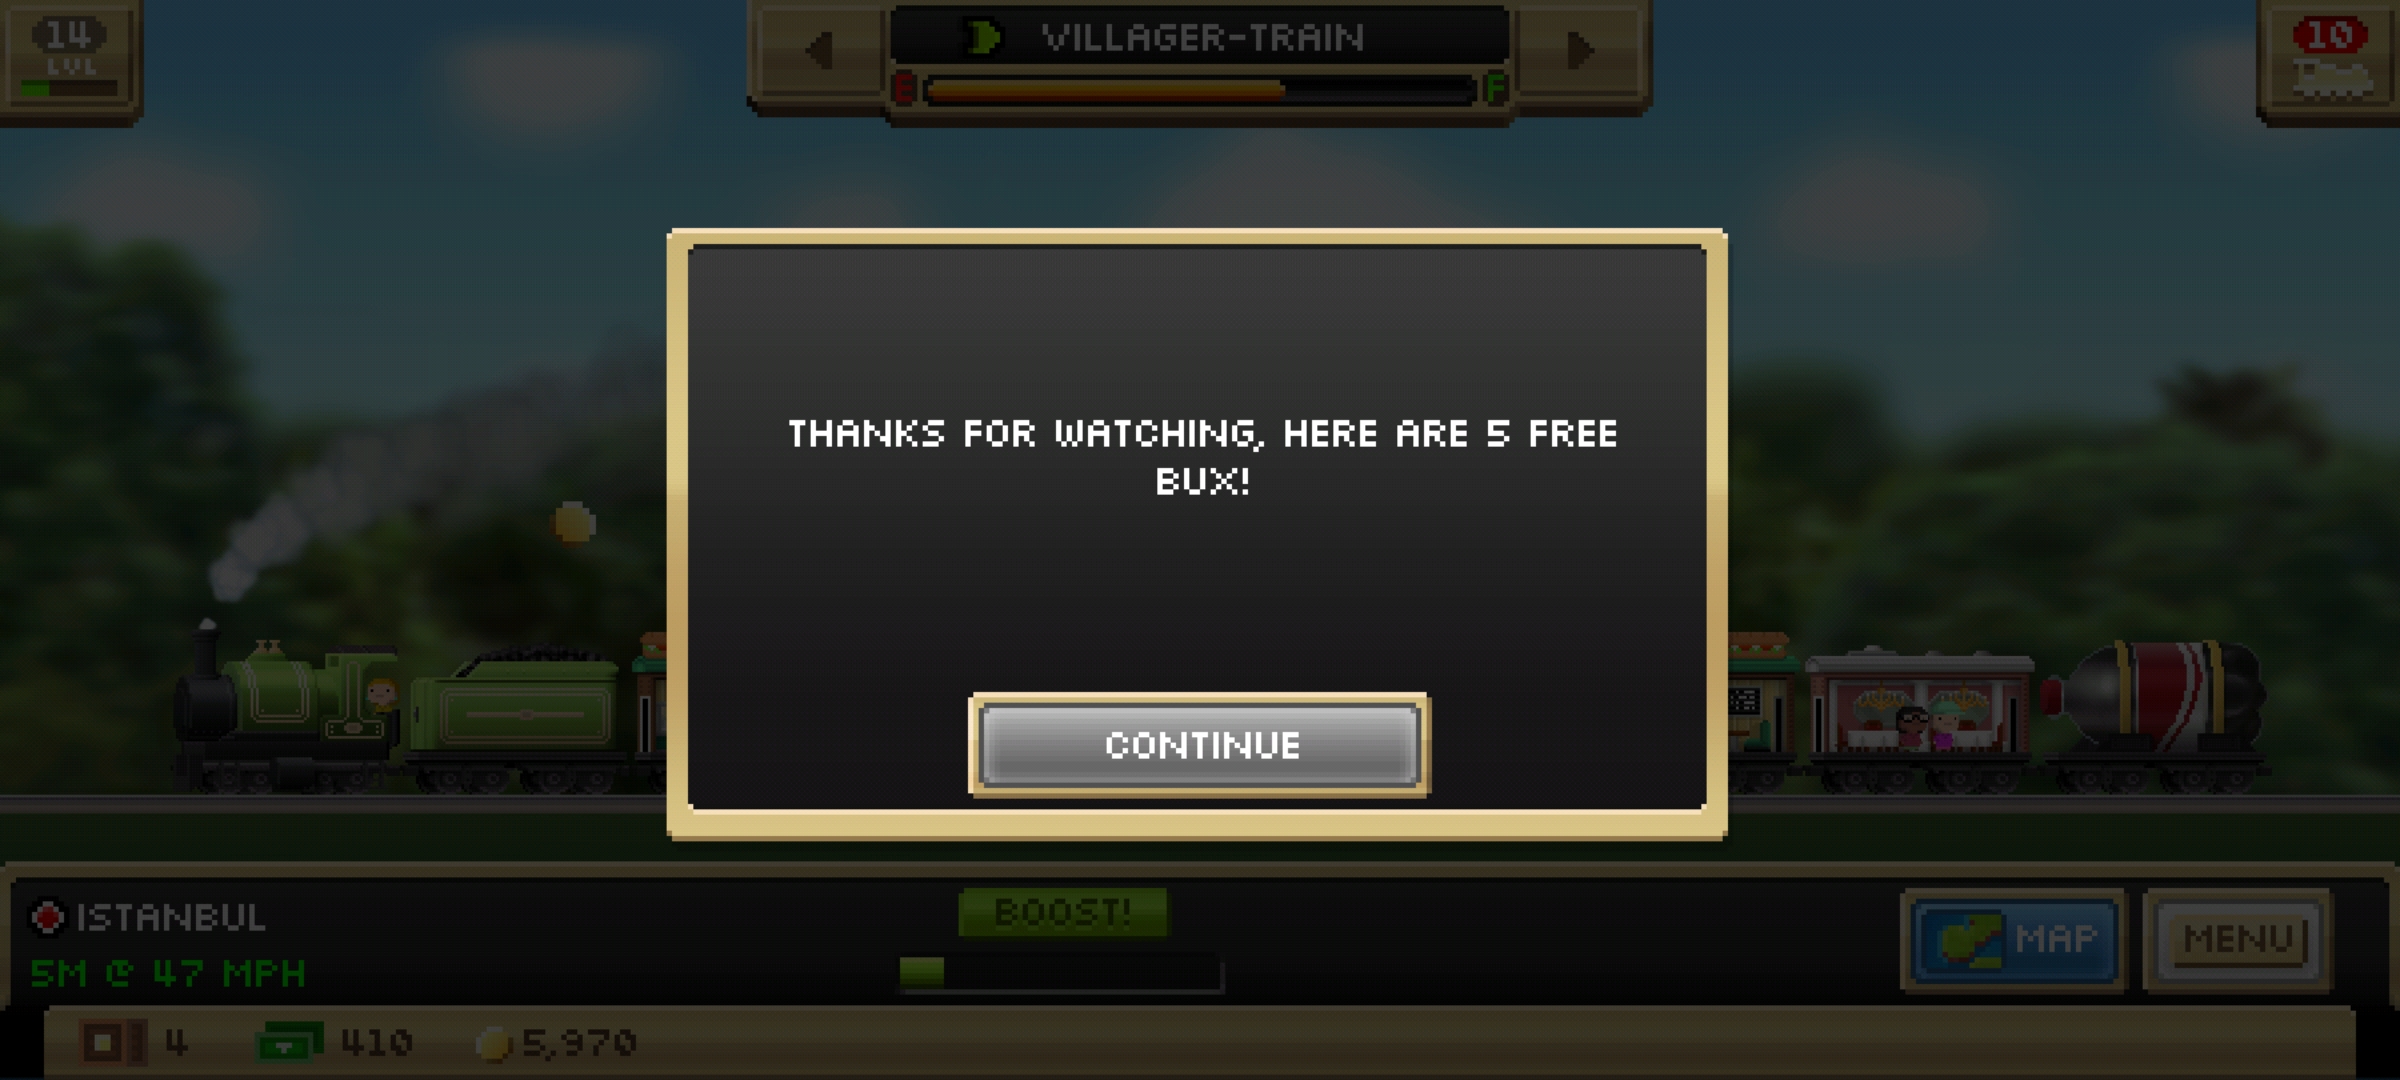 14
LVL
VILLAGER-TRAIN
E F
10
THANKS FOR WATCHING, HERE ARE 5 FREE
BUX!
CONTINUE
ISTANBUL
BOOST!
MAP
MENU
5M @ 47 MPH
4 410 5,970